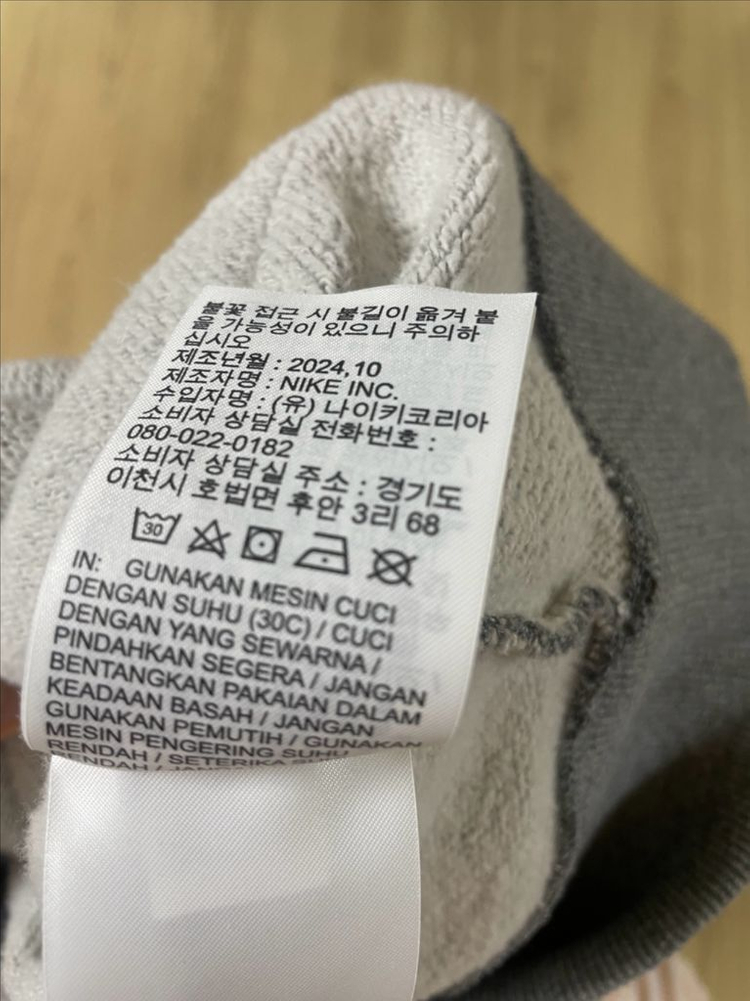 불꽃 접근 시 불길이 옮겨 붙
을 가능성이 있으니 주의하
십시오
제조년월 : 2024,10
제조자명 : NIKE INC.
수입자명 : (유) 나이키코리아
소비자 상담실 전화번호 :
080-022-0182
소비자 상담실 주소 : 경기도
이천시 호법면 후안 3리 68
30
IN: GUNAKAN MESIN CUCI
DENGAN SUHU (30C) / CUCI
DENGAN YANG SEWARNA /
PINDAHKAN SEGERA / JANGAN
BENTANGKAN PAKAIAN DALAM
KEADAAN BASAH / JANGAN
GUNAKAN PEMUTIH / GUNAKAN
MESIN PENGERING SUHU
RENDAH / SETERIKA SUHU